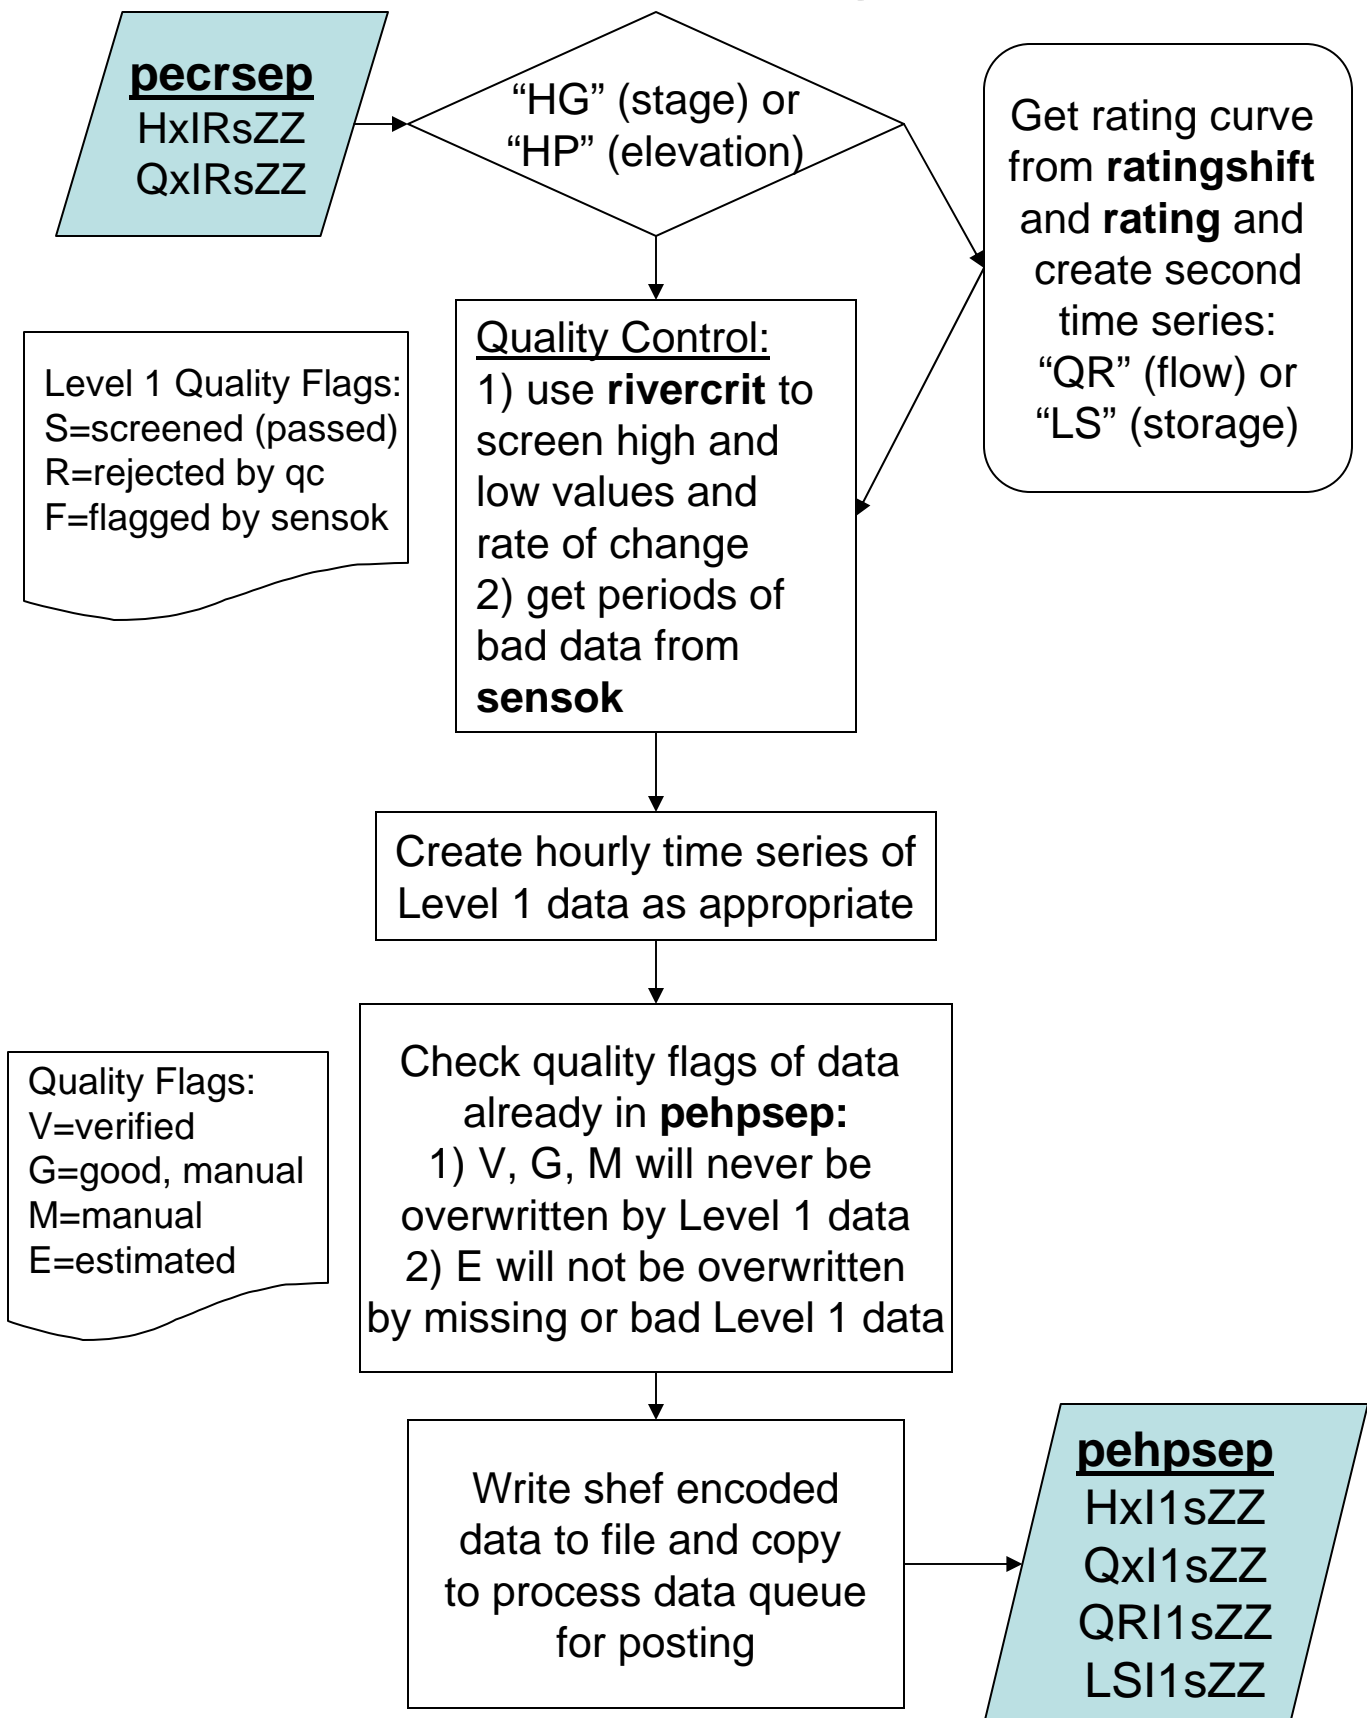 pecrsep
HxIRsZZ
QxIRsZZ
“HG” (stage) or
“HP” (elevation)
Get rating curve
from ratingshift
and rating and
create second
time series:
“QR” (flow) or
“LS” (storage)
Level 1 Quality Flags:
S=screened (passed)
R=rejected by qc
F=flagged by sensok
Quality Control:
1) use rivercrit to
screen high and
low values and
rate of change
2) get periods of
bad data from
sensok
Create hourly time series of
Level 1 data as appropriate
Quality Flags:
V=verified
G=good, manual
M=manual
E=estimated
Check quality flags of data
already in pehpsep:
1) V, G, M will never be
overwritten by Level 1 data
2) E will not be overwritten
by missing or bad Level 1 data
Write shef encoded
data to file and copy
to process data queue
for posting
pehpsep
HxI1sZZ
QxI1sZZ
QRI1sZZ
LSI1sZZ